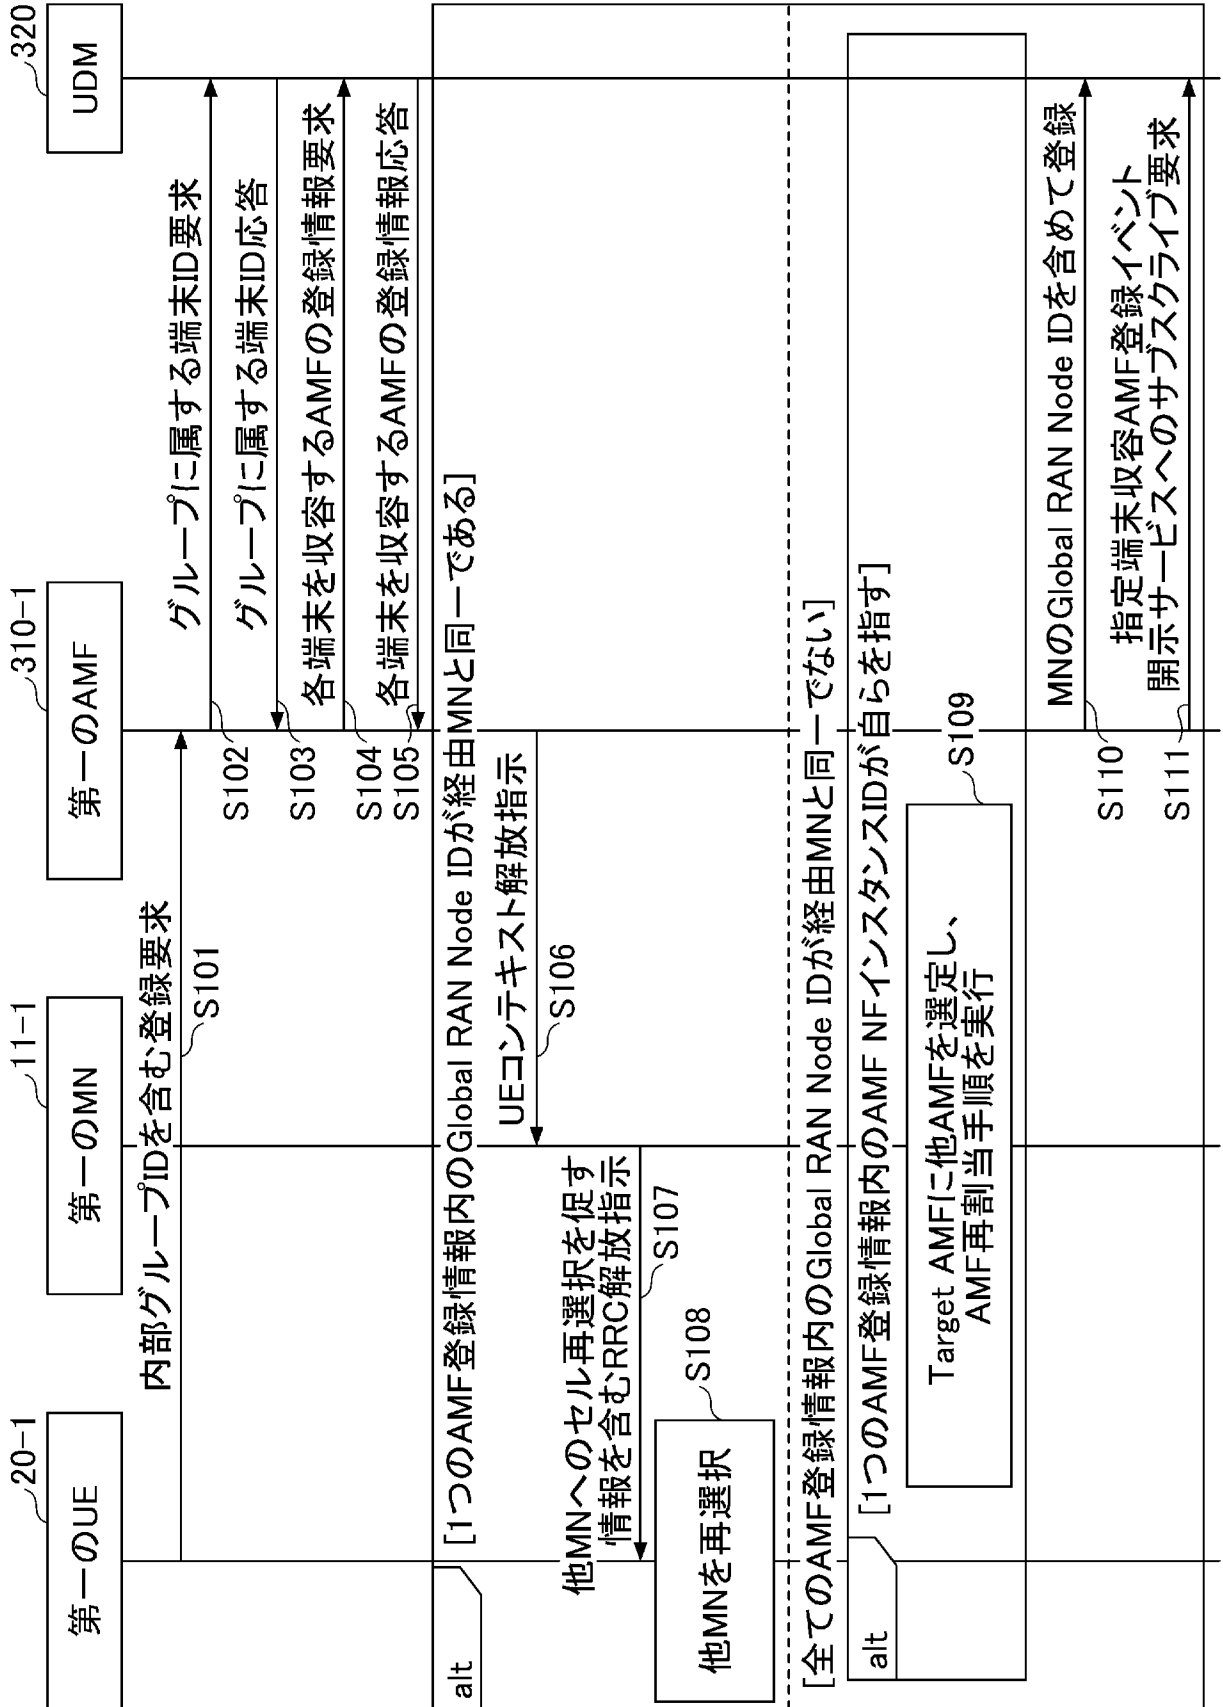 20-1
第一のUE
11-1
第一のMN
310-1
第一のAMF
320
UDM
内部グループIDを含む登録要求
S101
グループに属する端末ID要求
S102
グループに属する端末ID応答
S103
各端末を収容するAMFの登録情報要求
S104
各端末を収容するAMFの登録情報応答
S105
alt
[1つのAMF登録情報内のGlobal RAN Node IDが経由MNと同一である]
UEコンテキスト解放指示
S106
他MNへのセル再選択を促す
情報を含むRRC解放指示
S107
他MNを再選択
S108
[全てのAMF登録情報内のGlobal RAN Node IDが経由MNと同一でない]
alt
[1つのAMF登録情報内のAMF NFインスタンスIDが自らを指す]
Target AMFに他AMFを選定し、
AMF再割当手順を実行
S109
MNのGlobal RAN Node IDを含めて登録
S110
指定端末収容AMF登録イベント
開示サービスへのサブスクライブ要求
S111